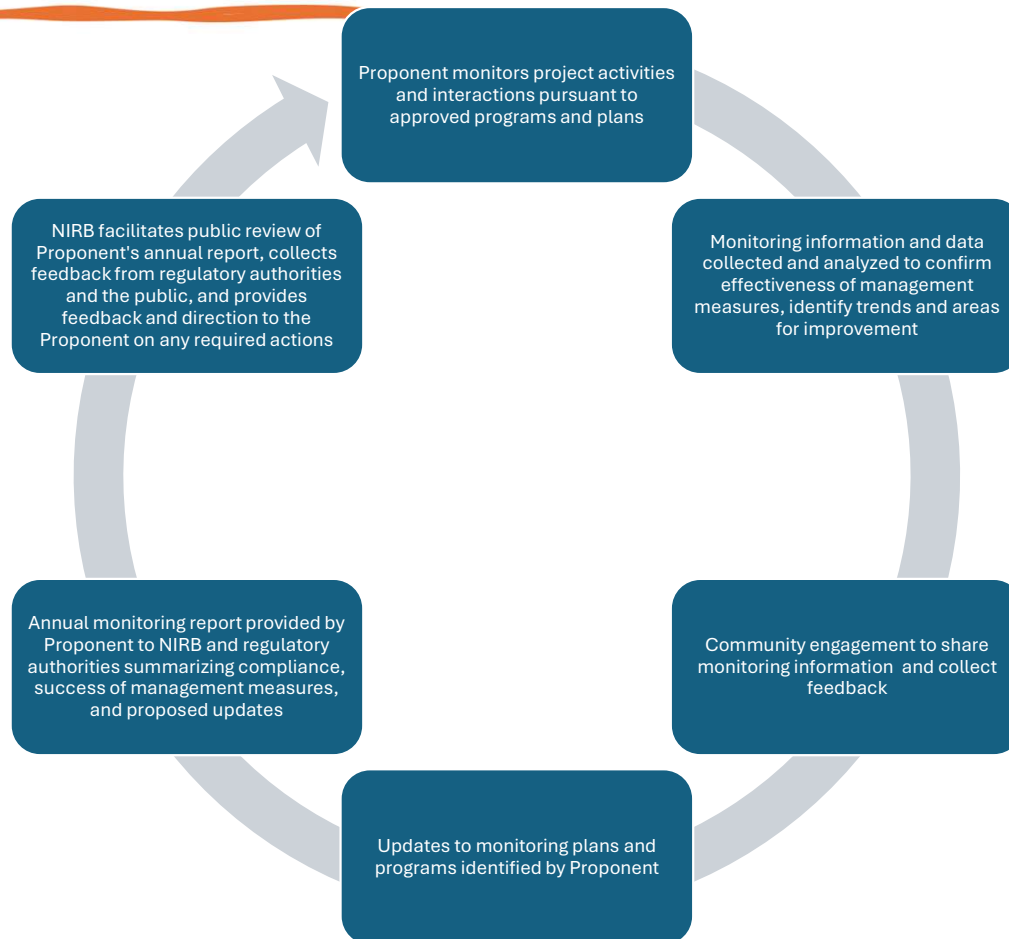 Proponent monitors project activities
and interactions pursuant to
approved programs and plans
Monitoring information and data
collected and analyzed to confirm
effectiveness of management
measures, identify trends and areas
for improvement
Community engagement to share
monitoring information  and collect
feedback
Updates to monitoring plans and
programs identified by Proponent
Annual monitoring report provided by
Proponent to NIRB and regulatory
authorities summarizing compliance,
success of management measures,
and proposed updates
NIRB facilitates public review of
Proponent's annual report, collects
feedback from regulatory authorities
and the public, and provides
feedback and direction to the
Proponent on any required actions